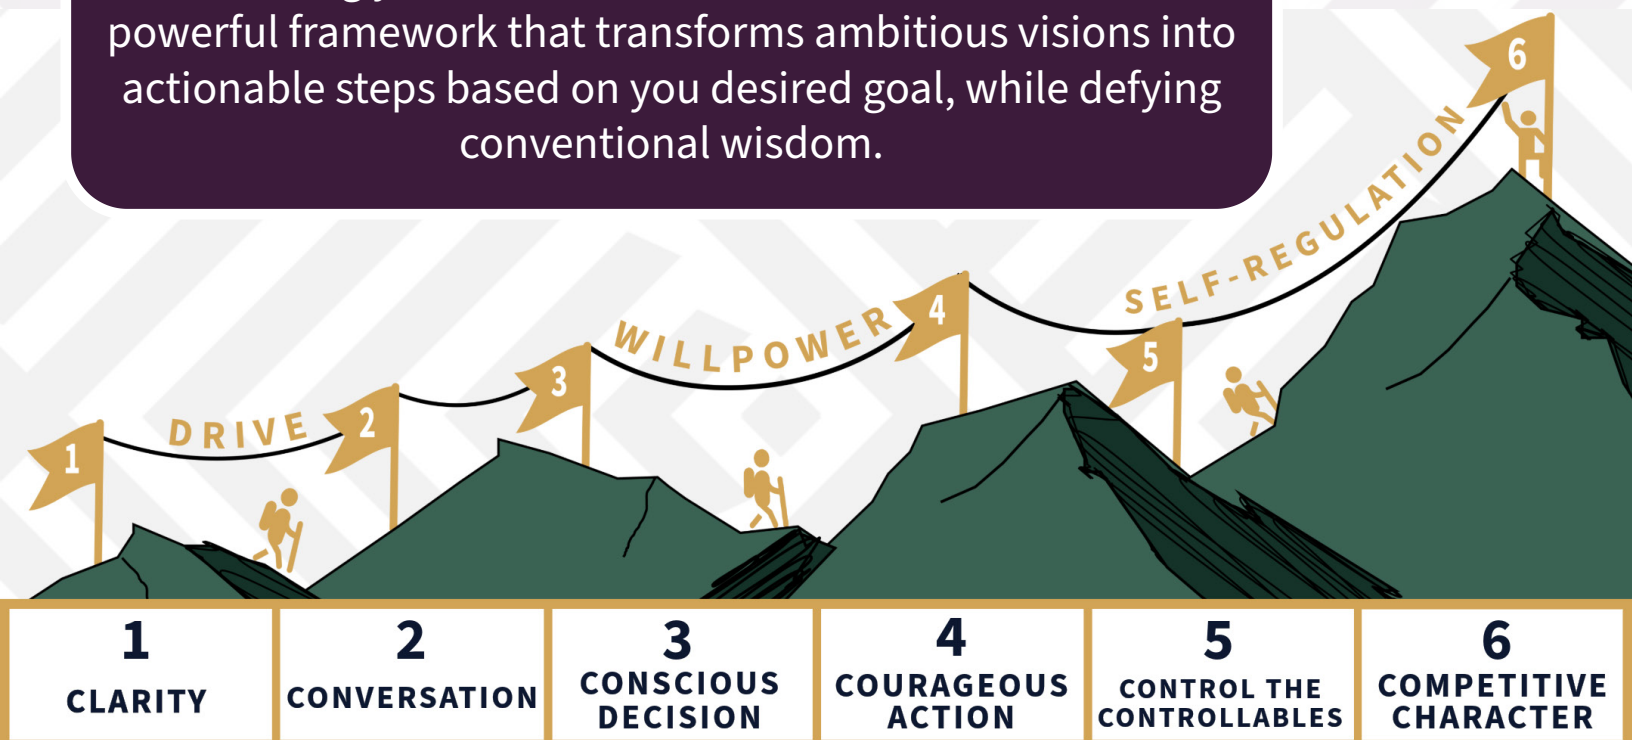 powerful framework that transforms ambitious visions into
actionable steps based on you desired goal, while defying
conventional wisdom.
6
SELF-REGULATION
4
WILLPOWER
5
3
2
DRIVE
1
1
CLARITY
2
CONVERSATION
3
CONSCIOUS
DECISION
4
COURAGEOUS
ACTION
5
CONTROL THE
CONTROLLABLES
6
COMPETITIVE
CHARACTER